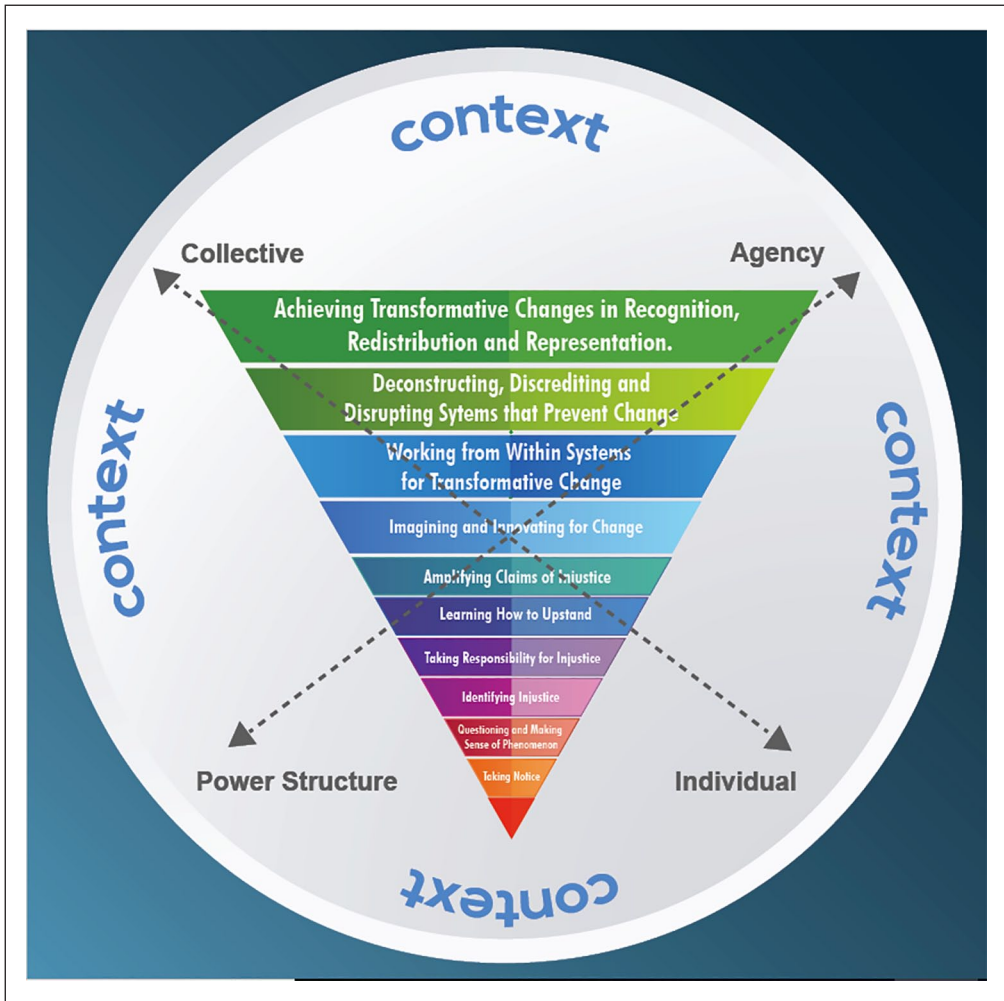 context
Collective
Agency
Achieving Transformative Changes in Recognition,
Redistribution and Representation.
Deconstructing, Discrediting and
Disrupting Sytems that Prevent Change
context
context
Working from Within Systems
for Transformative Change
Imagining and Innovating for Change
Amplifying Claims of Injustice
Learning How to Upstand
Taking Responsibility for Injustice
Identifying Injustice
Questioning and Making
Sense of Phenomenon
Taking Notice
Power Structure
Individual
context